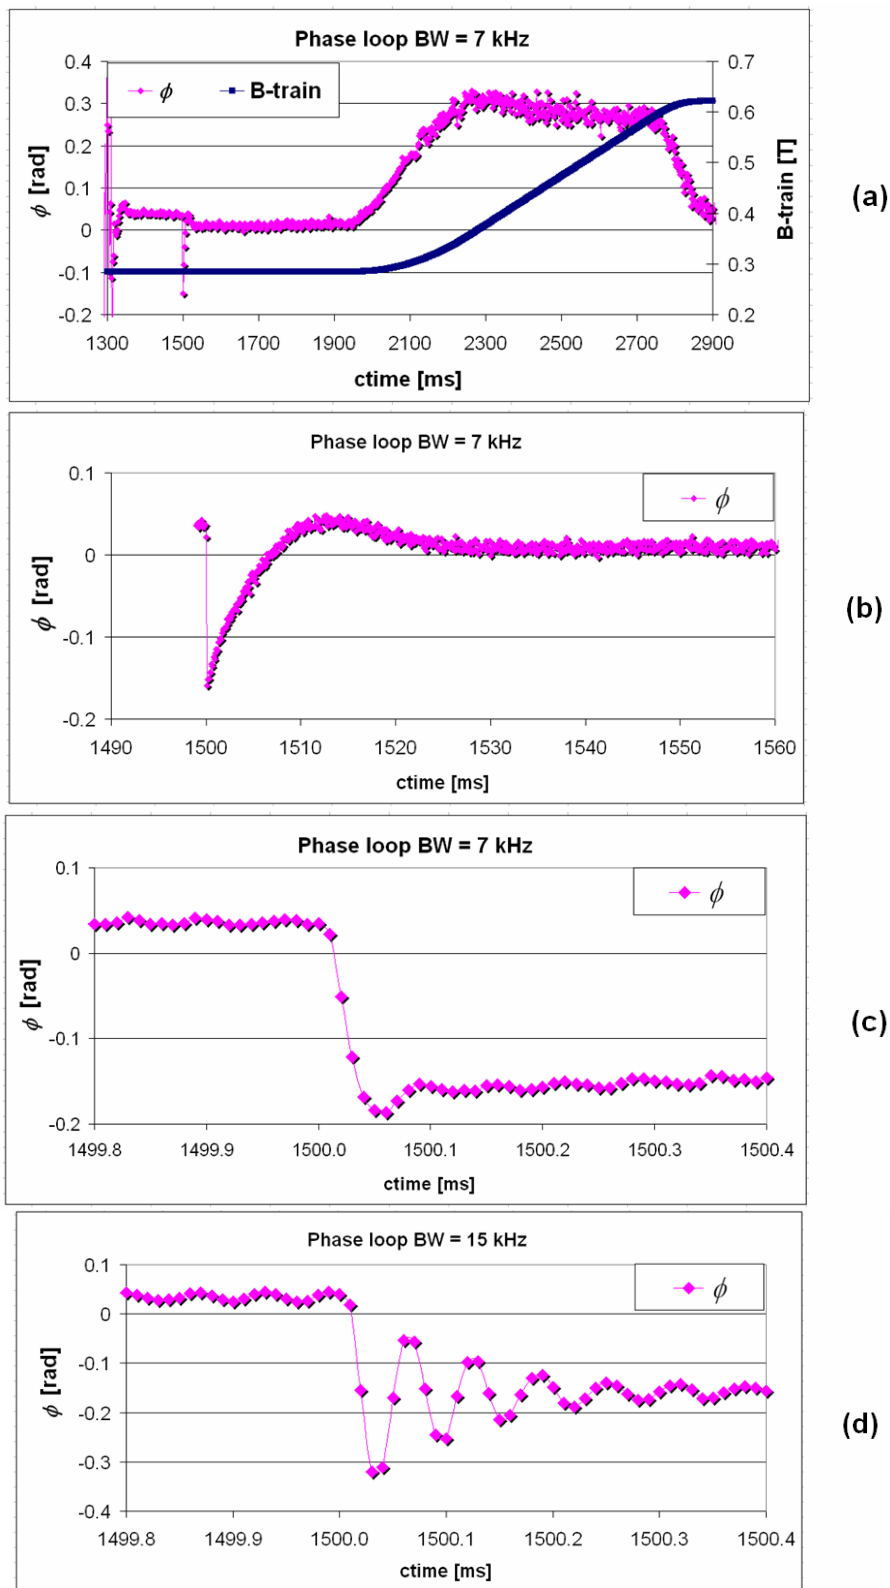 Phase loop BW = 7 kHz
ϕ B-train
0.4 0.7
0.3 0.6
0.2 0.5
0.1 0.4
0
-0.1 0.3
-0.2 0.2
ϕ [rad]
B-train [T]
1300 1500 1700 1900 2100 2300 2500 2700 2900
ctime [ms]
(a)
Phase loop BW = 7 kHz
ϕ
0.1
0
-0.1
-0.2
ϕ [rad]
1490 1500 1510 1520 1530 1540 1550 1560
ctime [ms]
(b)
Phase loop BW = 7 kHz
ϕ
0.1
0
-0.1
-0.2
ϕ [rad]
1499.8 1499.9 1500.0 1500.1 1500.2 1500.3 1500.4
ctime [ms]
(c)
Phase loop BW = 15 kHz
ϕ
0.1
0
-0.1
-0.2
-0.3
-0.4
ϕ [rad]
1499.8 1499.9 1500.0 1500.1 1500.2 1500.3 1500.4
ctime [ms]
(d)